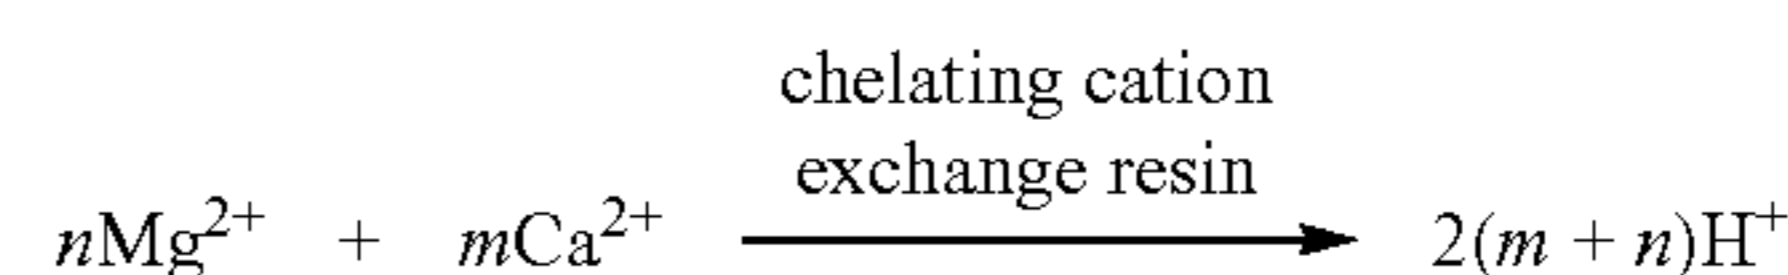 chelating cation
exchange resin
nMg²⁺ + mCa²⁺ 2(m + n)H⁺